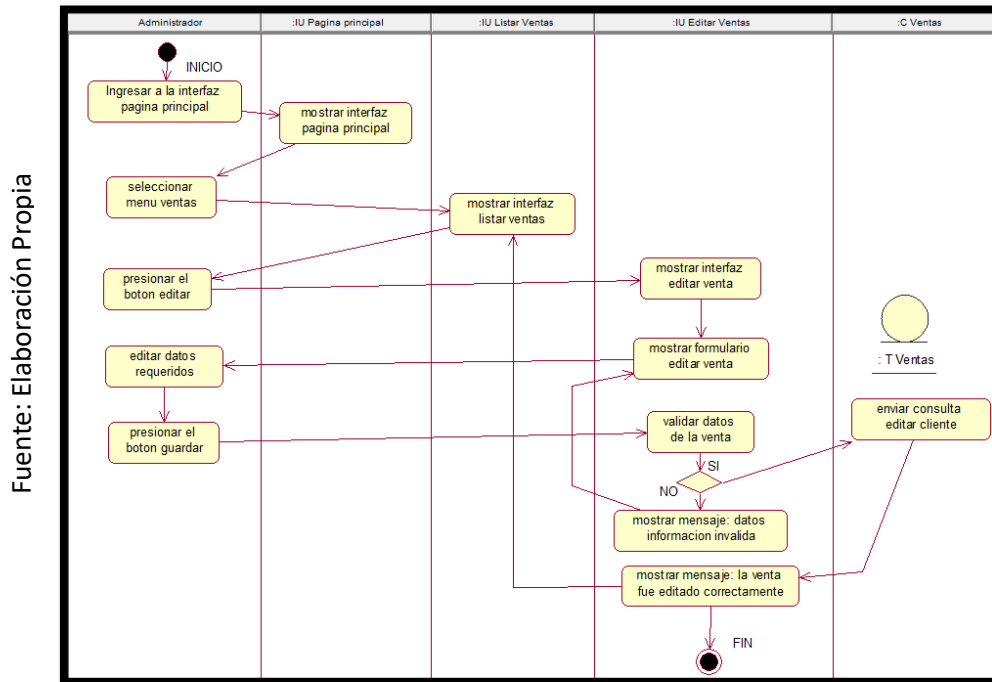 Fuente: Elaboración Propia
Administrador
:IU Pagina principal
:IU Listar Ventas
:IU Editar Ventas
:C Ventas
INICIO
Ingresar a la interfaz
pagina principal
mostrar interfaz
pagina principal
seleccionar
menu ventas
mostrar interfaz
listar ventas
presionar el
boton editar
mostrar interfaz
editar venta
mostrar formulario
editar venta
: T Ventas
editar datos
requeridos
presionar el
boton guardar
validar datos
de la venta
enviar consulta
editar cliente
SI
NO
mostrar mensaje: datos
informacion invalida
mostrar mensaje: la venta
fue editado correctamente
FIN